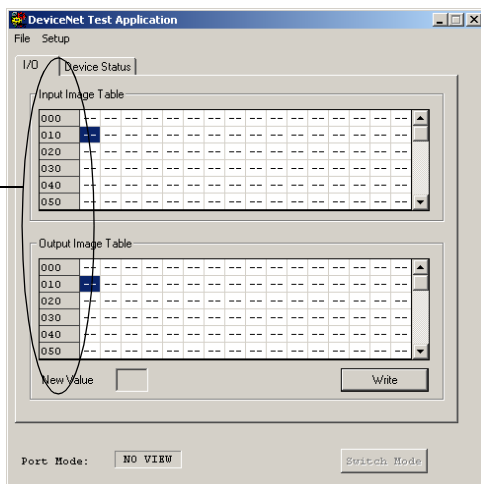 DeviceNet Test Application
File Setup
I/O Device Status
Input Image Table
000 -- -- -- -- -- -- -- -- -- -- -- -- -- -- -- --
010 -- -- -- -- -- -- -- -- -- -- -- -- -- -- -- --
020 -- -- -- -- -- -- -- -- -- -- -- -- -- -- -- --
030 -- -- -- -- -- -- -- -- -- -- -- -- -- -- -- --
040 -- -- -- -- -- -- -- -- -- -- -- -- -- -- -- --
050 -- -- -- -- -- -- -- -- -- -- -- -- -- -- -- --
Output Image Table
000 -- -- -- -- -- -- -- -- -- -- -- -- -- -- -- --
010 -- -- -- -- -- -- -- -- -- -- -- -- -- -- -- --
020 -- -- -- -- -- -- -- -- -- -- -- -- -- -- -- --
030 -- -- -- -- -- -- -- -- -- -- -- -- -- -- -- --
040 -- -- -- -- -- -- -- -- -- -- -- -- -- -- -- --
050 -- -- -- -- -- -- -- -- -- -- -- -- -- -- -- --
New Value Write
Port Mode: NO VIEW Switch Mode